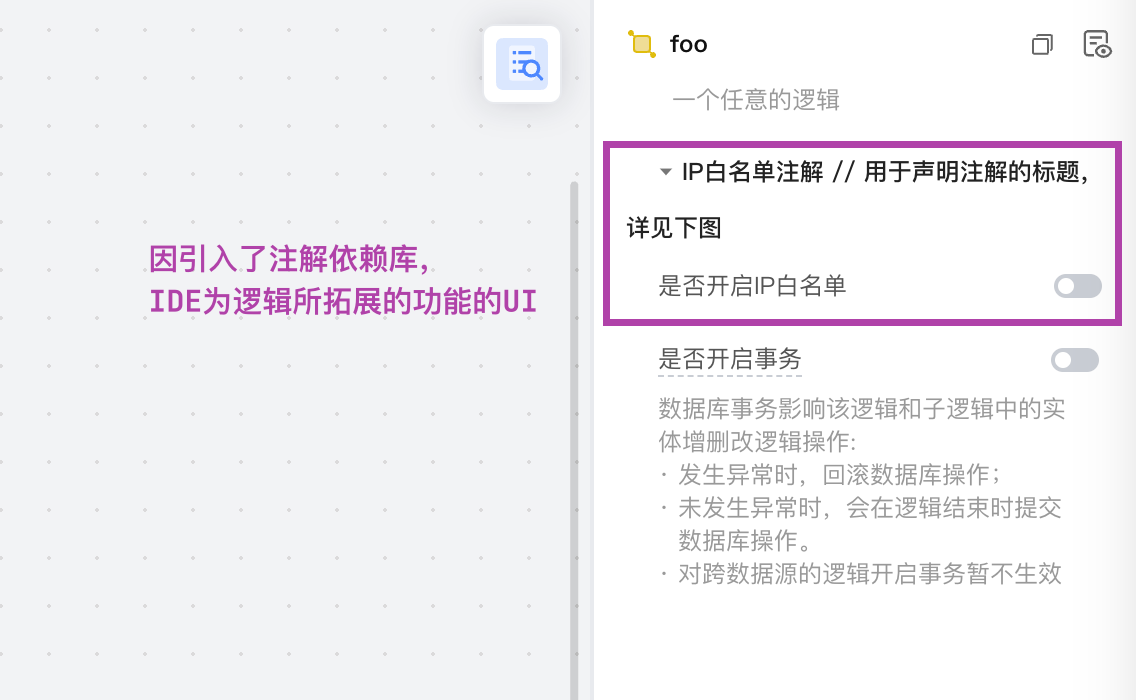 foo
一个任意的逻辑
IP白名单注解 // 用于声明注解的标题，
详见下图
因引入了注解依赖库，
IDE为逻辑所拓展的功能的UI
是否开启IP白名单
是否开启事务
数据库事务影响该逻辑和子逻辑中的实
体增删改逻辑操作:
· 发生异常时，回滚数据库操作；
· 未发生异常时，会在逻辑结束时提交
数据库操作。
· 对跨数据源的逻辑开启事务暂不生效